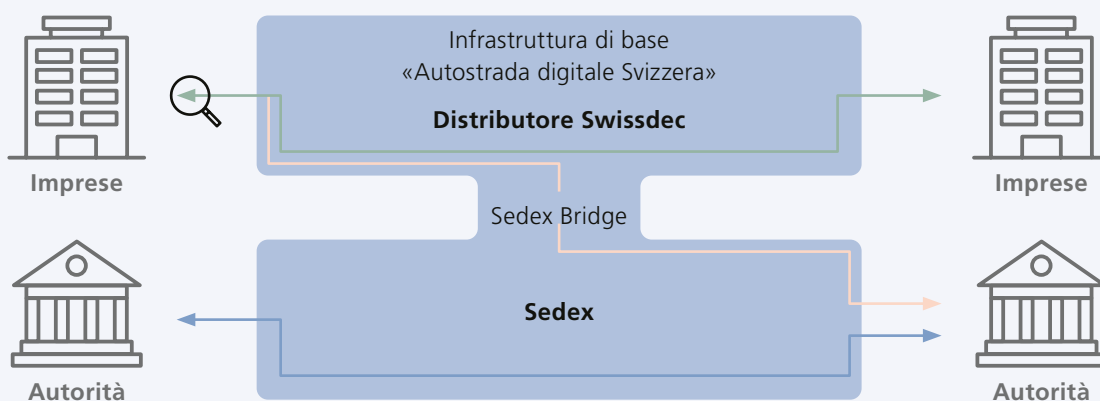 Infrastruttura di base
«Autostrada digitale Svizzera»
Distributore Swissdec
Imprese
Imprese
Sedex Bridge
Sedex
Autorità
Autorità